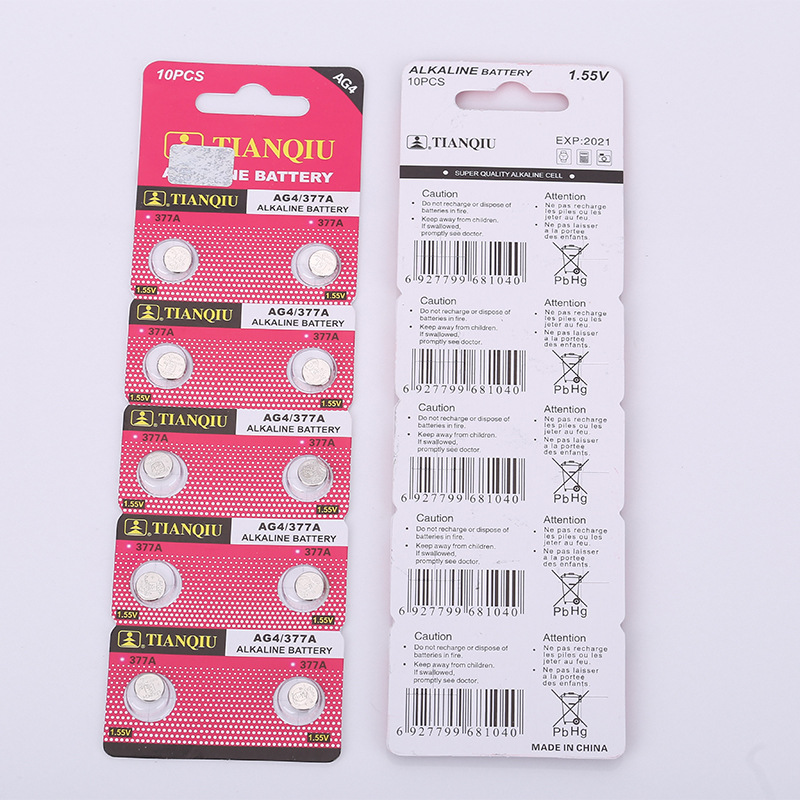 10PCS
AG4
TIANQIU
NE BATTERY
TIANQIU
AG4/377A
ALKALINE BATTERY
377A
377A
1.55V
1.55V
TIANQIU
AG4/377A
ALKALINE BATTERY
377A
377A
1.55V
1.55V
TIANQIU
AG4/377A
ALKALINE BATTERY
377A
377A
1.55V
1.55V
TIANQIU
AG4/377A
ALKALINE BATTERY
377A
377A
1.55V
1.55V
TIANQIU
AG4/377A
ALKALINE BATTERY
377A
377A
1.55V
1.55V
ALKALINE BATTERY
1.55V
10PCS
TIANQIU
EXP:2021
SUPER QUALITY ALKALINE CELL
Caution
• Do not recharge or dispose of
batteries in fire.
• Keep away from children.
If swallowed,
promptly see doctor.
6 927799 681040
Attention
• Ne pas recharge
les piles ou les
jeter au feu.
• Ne pas laisser
a la portee
des enfants.
PbHg
Caution
• Do not recharge or dispose of
batteries in fire.
• Keep away from children.
If swallowed,
promptly see doctor.
6 927799 681040
Attention
• Ne pas recharge
les piles ou les
jeter au feu.
• Ne pas laisser
a la portee
des enfants.
PbHg
Caution
• Do not recharge or dispose of
batteries in fire.
• Keep away from children.
If swallowed,
promptly see doctor
6 927799 681040
Attention
• Ne pas recharge
les piles ou les
jeter au feu.
• Ne pas laisser
a la portee
des enfants.
PbHg
Caution
• Do not recharge or dispose of
batteries in fire.
• Keep away from children.
If swallowed,
promptly see doctor.
6 927799 681040
Attention
• Ne pas recharge
les piles ou les
jeter au feu.
• Ne pas laisser
a la portee
des enfants.
PbHg
Caution
• Do not recharge or dispose of
batteries in fire.
• Keep away from children.
If swallowed,
promptly see doctor.
6 927799 681040
Attention
• Ne pas recharge
les piles ou les
jeter au feu.
• Ne pas laisser
a la portee
des enfants.
PbHg
MADE IN CHINA